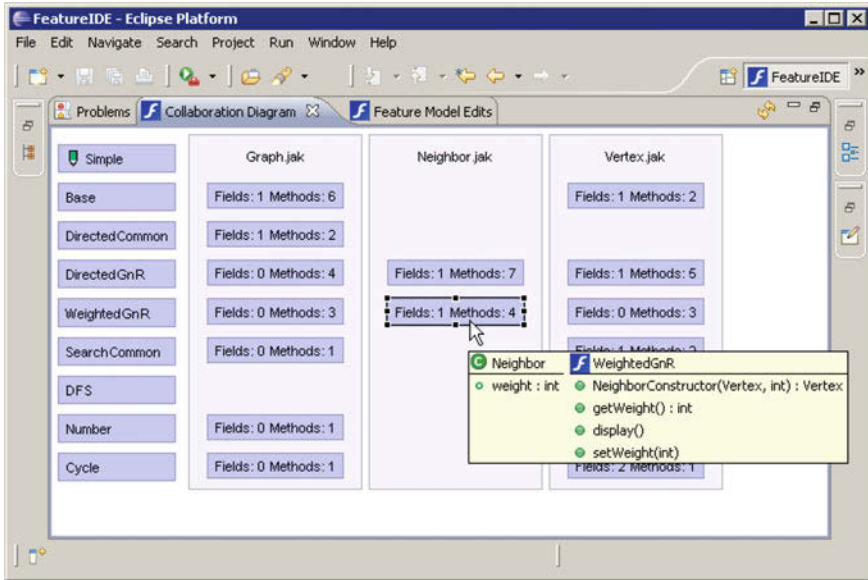 FeatureIDE - Eclipse Platform
File Edit Navigate Search Project Run Window Help
FeatureIDE »
Problems Collaboration Diagram Feature Model Edits
Simple Graph.jak Neighbor.jak Vertex.jak
Base Fields: 1 Methods: 6 Fields: 1 Methods: 2
DirectedCommon Fields: 1 Methods: 2
DirectedGnR Fields: 0 Methods: 4 Fields: 1 Methods: 7 Fields: 1 Methods: 5
WeightedGnR Fields: 0 Methods: 3 Fields: 1 Methods: 4 Fields: 0 Methods: 3
SearchCommon Fields: 0 Methods: 1
Neighbor WeightedGnR
weight : int NeighborConstructor(Vertex, int) : Vertex
DFS getWeight() : int
Number Fields: 0 Methods: 1 display()
setWeight(int)
Cycle Fields: 0 Methods: 1 Fields: 2 Methods: 1